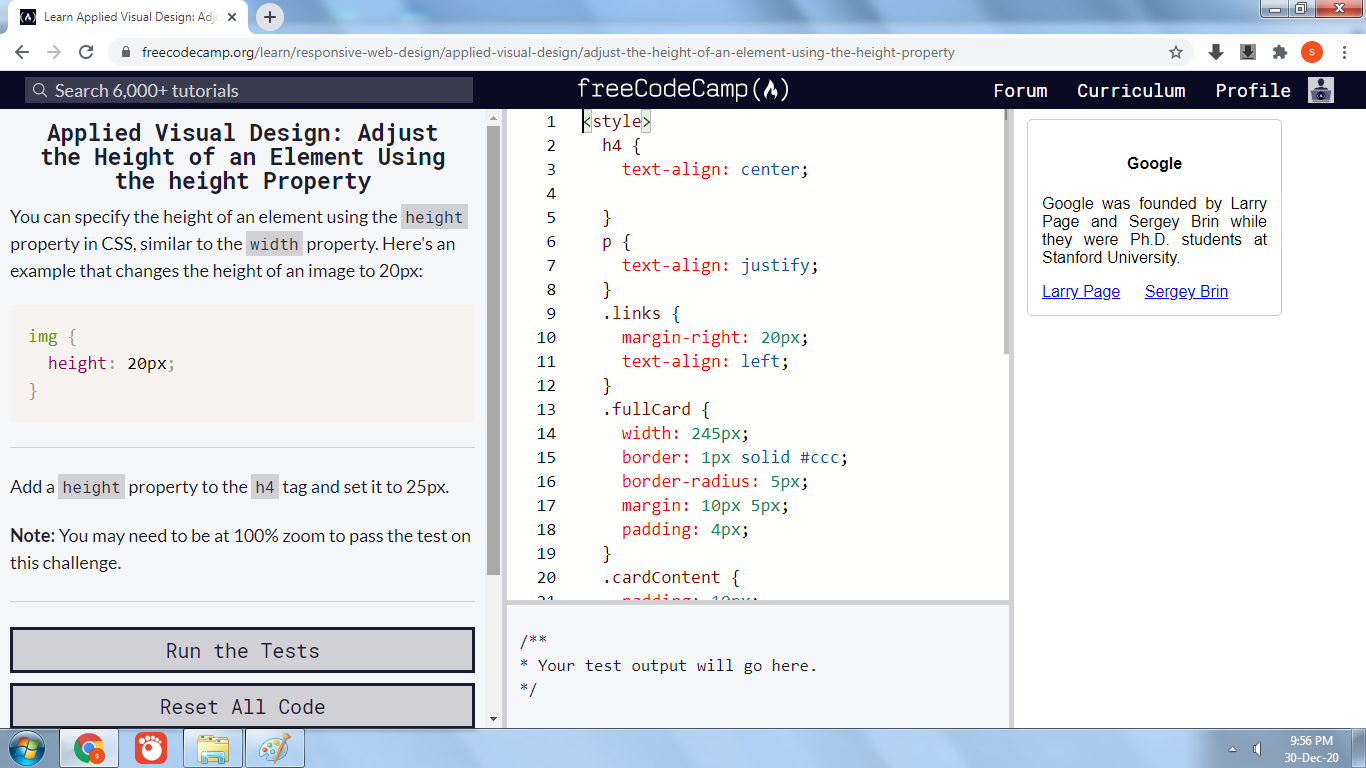 Learn Applied Visual Design: Adj
freecodecamp.org/learn/responsive-web-design/applied-visual-design/adjust-the-height-of-an-element-using-the-height-property
S
Search 6,000+ tutorials
freeCodeCamp
Forum
Curriculum
Profile
Applied Visual Design: Adjust
the Height of an Element Using
the height Property
You can specify the height of an element using the height
property in CSS, similar to the width property. Here's an
example that changes the height of an image to 20px:
img {
height: 20px;
}
Add a height property to the h4 tag and set it to 25px.
Note: You may need to be at 100% zoom to pass the test on
this challenge.
Run the Tests
Reset All Code
1 <style>
2 h4 {
3 text-align: center;
4
5 }
6 p {
7 text-align: justify;
8 }
9 .links {
10 margin-right: 20px;
11 text-align: left;
12 }
13 .fullCard {
14 width: 245px;
15 border: 1px solid #ccc;
16 border-radius: 5px;
17 margin: 10px 5px;
18 padding: 4px;
19 }
20 .cardContent {
21 padding: 10px;
/**
* Your test output will go here.
*/
Google
Google was founded by Larry
Page and Sergey Brin while
they were Ph.D. students at
Stanford University.
Larry Page Sergey Brin
9:56 PM
30-Dec-20